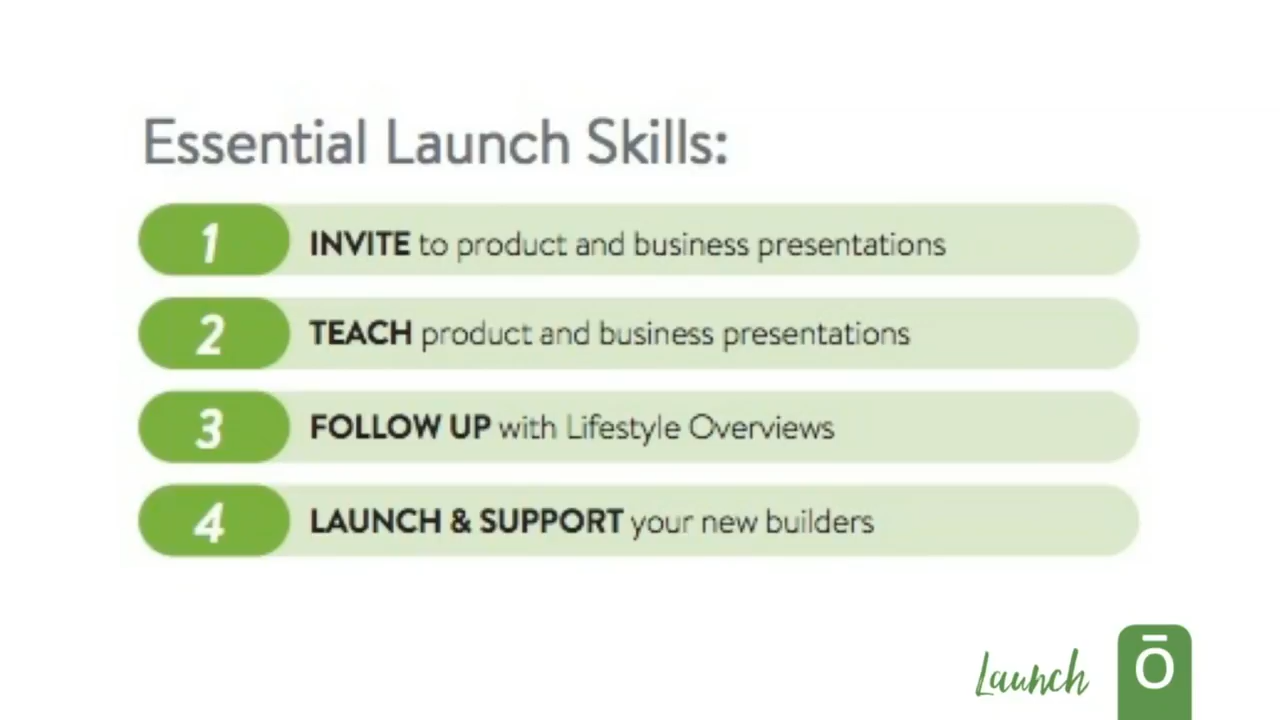 Essential Launch Skills:
1 INVITE to product and business presentations
2 TEACH product and business presentations
3 FOLLOW UP with Lifestyle Overviews
4 LAUNCH & SUPPORT your new builders
Launch ō